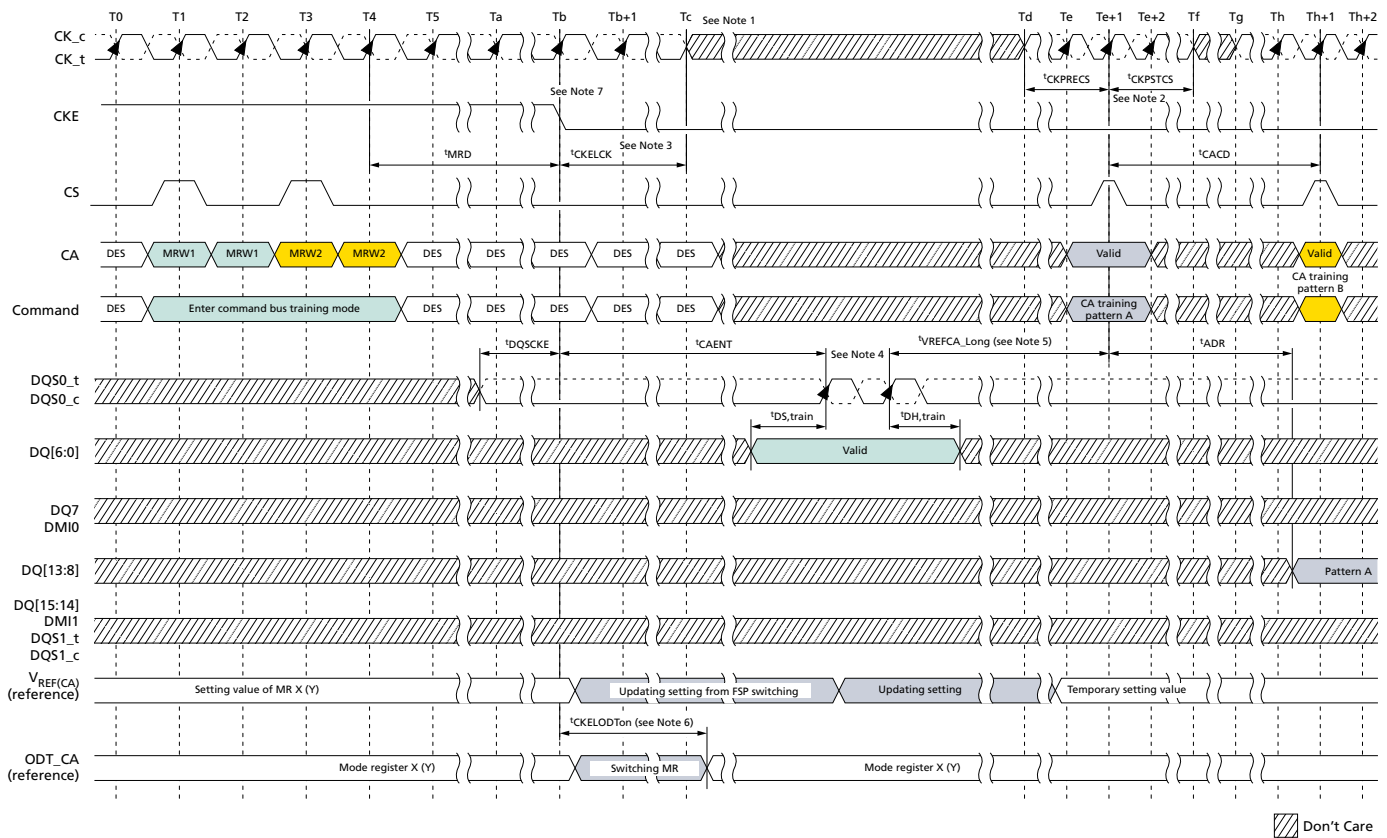 T0 T1 T2 T3 T4 T5 Ta Tb Tb+1 Tc See Note 1 Td Te Te+1 Te+2 Tf Tg Th Th+1 Th+2
CK_c
CK_t
tCKPRECS tCKPSTCS
See Note 2
See Note 7
CKE
See Note 3
tMRD tCKELCK tCACD
CS
CA DES MRW1 MRW1 MRW2 MRW2 DES DES DES DES DES Valid Valid
CA training
pattern B
Command DES Enter command bus training mode DES DES DES DES DES CA training
pattern A
tDQSCKE tCAENT See Note 4 tVREFCA_Long (see Note 5) tADR
DQS0_t
DQS0_c
tDS,train tDH,train
DQ[6:0] Valid
DQ7
DMI0
DQ[13:8] Pattern A
DQ[15:14]
DMI1
DQS1_t
DQS1_c
VREF(CA)
(reference) Setting value of MR X (Y) Updating setting from FSP switching Updating setting Temporary setting value
tCKELODTon (see Note 6)
ODT_CA
(reference) Mode register X (Y) Switching MR Mode register X (Y)
Don't Care